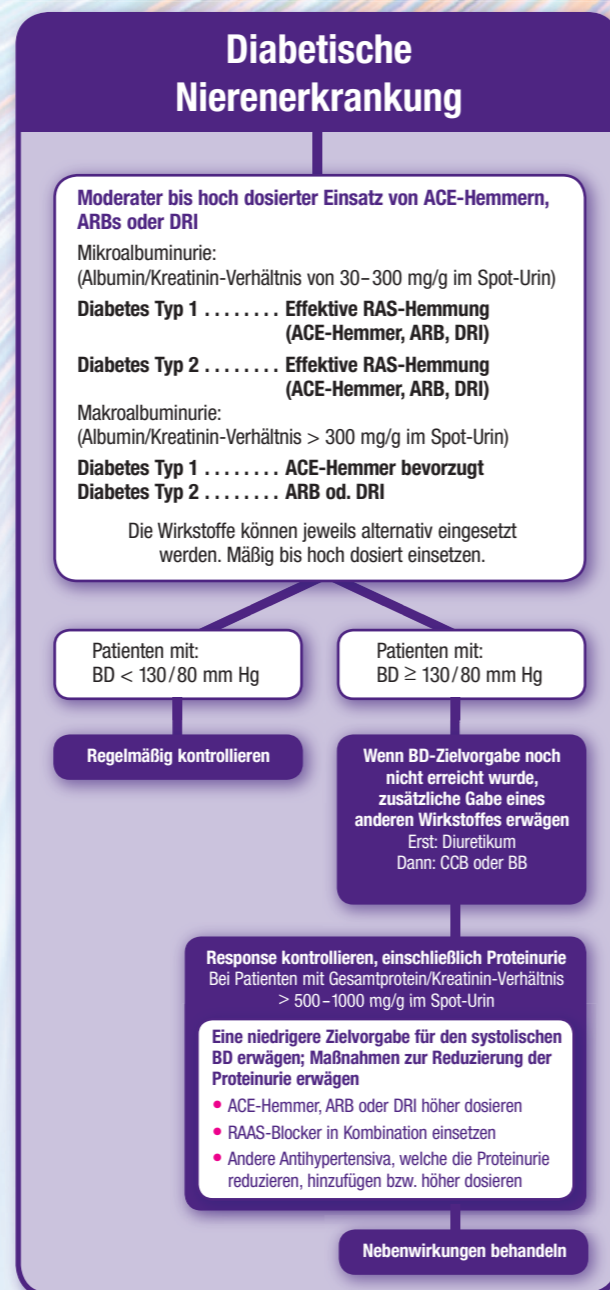 Diabetische
Nierenerkrankung
Moderater bis hoch dosierter Einsatz von ACE-Hemmern,
ARBs oder DRI
Mikroalbuminurie:
(Albumin/Kreatinin-Verhältnis von 30–300 mg/g im Spot-Urin)
Diabetes Typ 1 . . . . . . . . Effektive RAS-Hemmung
(ACE-Hemmer, ARB, DRI)
Diabetes Typ 2 . . . . . . . . Effektive RAS-Hemmung
(ACE-Hemmer, ARB, DRI)
Makroalbuminurie:
(Albumin/Kreatinin-Verhältnis > 300 mg/g im Spot-Urin)
Diabetes Typ 1 . . . . . . . . ACE-Hemmer bevorzugt
Diabetes Typ 2 . . . . . . . . ARB od. DRI
Die Wirkstoffe können jeweils alternativ eingesetzt
werden. Mäßig bis hoch dosiert einsetzen.
Patienten mit:
BD < 130/80 mm Hg
Regelmäßig kontrollieren
Patienten mit:
BD ≥ 130/80 mm Hg
Wenn BD-Zielvorgabe noch
nicht erreicht wurde,
zusätzliche Gabe eines
anderen Wirkstoffes erwägen
Erst: Diuretikum
Dann: CCB oder BB
Response kontrollieren, einschließlich Proteinurie
Bei Patienten mit Gesamtprotein/Kreatinin-Verhältnis
> 500–1000 mg/g im Spot-Urin
Eine niedrigere Zielvorgabe für den systolischen
BD erwägen; Maßnahmen zur Reduzierung der
Proteinurie erwägen
• ACE-Hemmer, ARB oder DRI höher dosieren
• RAAS-Blocker in Kombination einsetzen
• Andere Antihypertensiva, welche die Proteinurie
reduzieren, hinzufügen bzw. höher dosieren
Nebenwirkungen behandeln